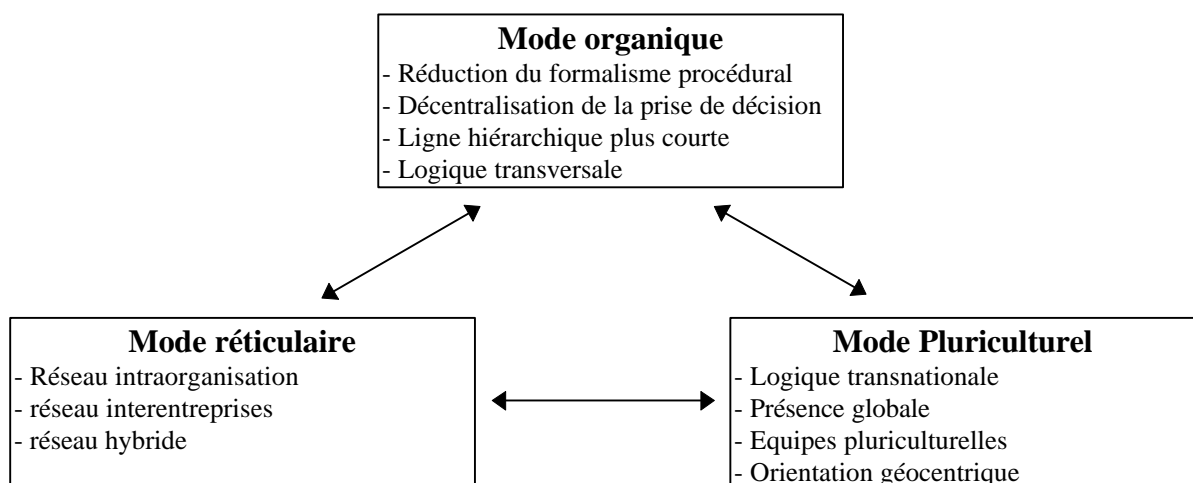 Mode organique
- Réduction du formalisme procédural
- Décentralisation de la prise de décision
- Ligne hiérarchique plus courte
- Logique transversale
Mode réticulaire
- Réseau intraorganisation
- réseau interentreprises
- réseau hybride
Mode Pluriculturel
- Logique transnationale
- Présence globale
- Equipes pluriculturelles
- Orientation géocentrique